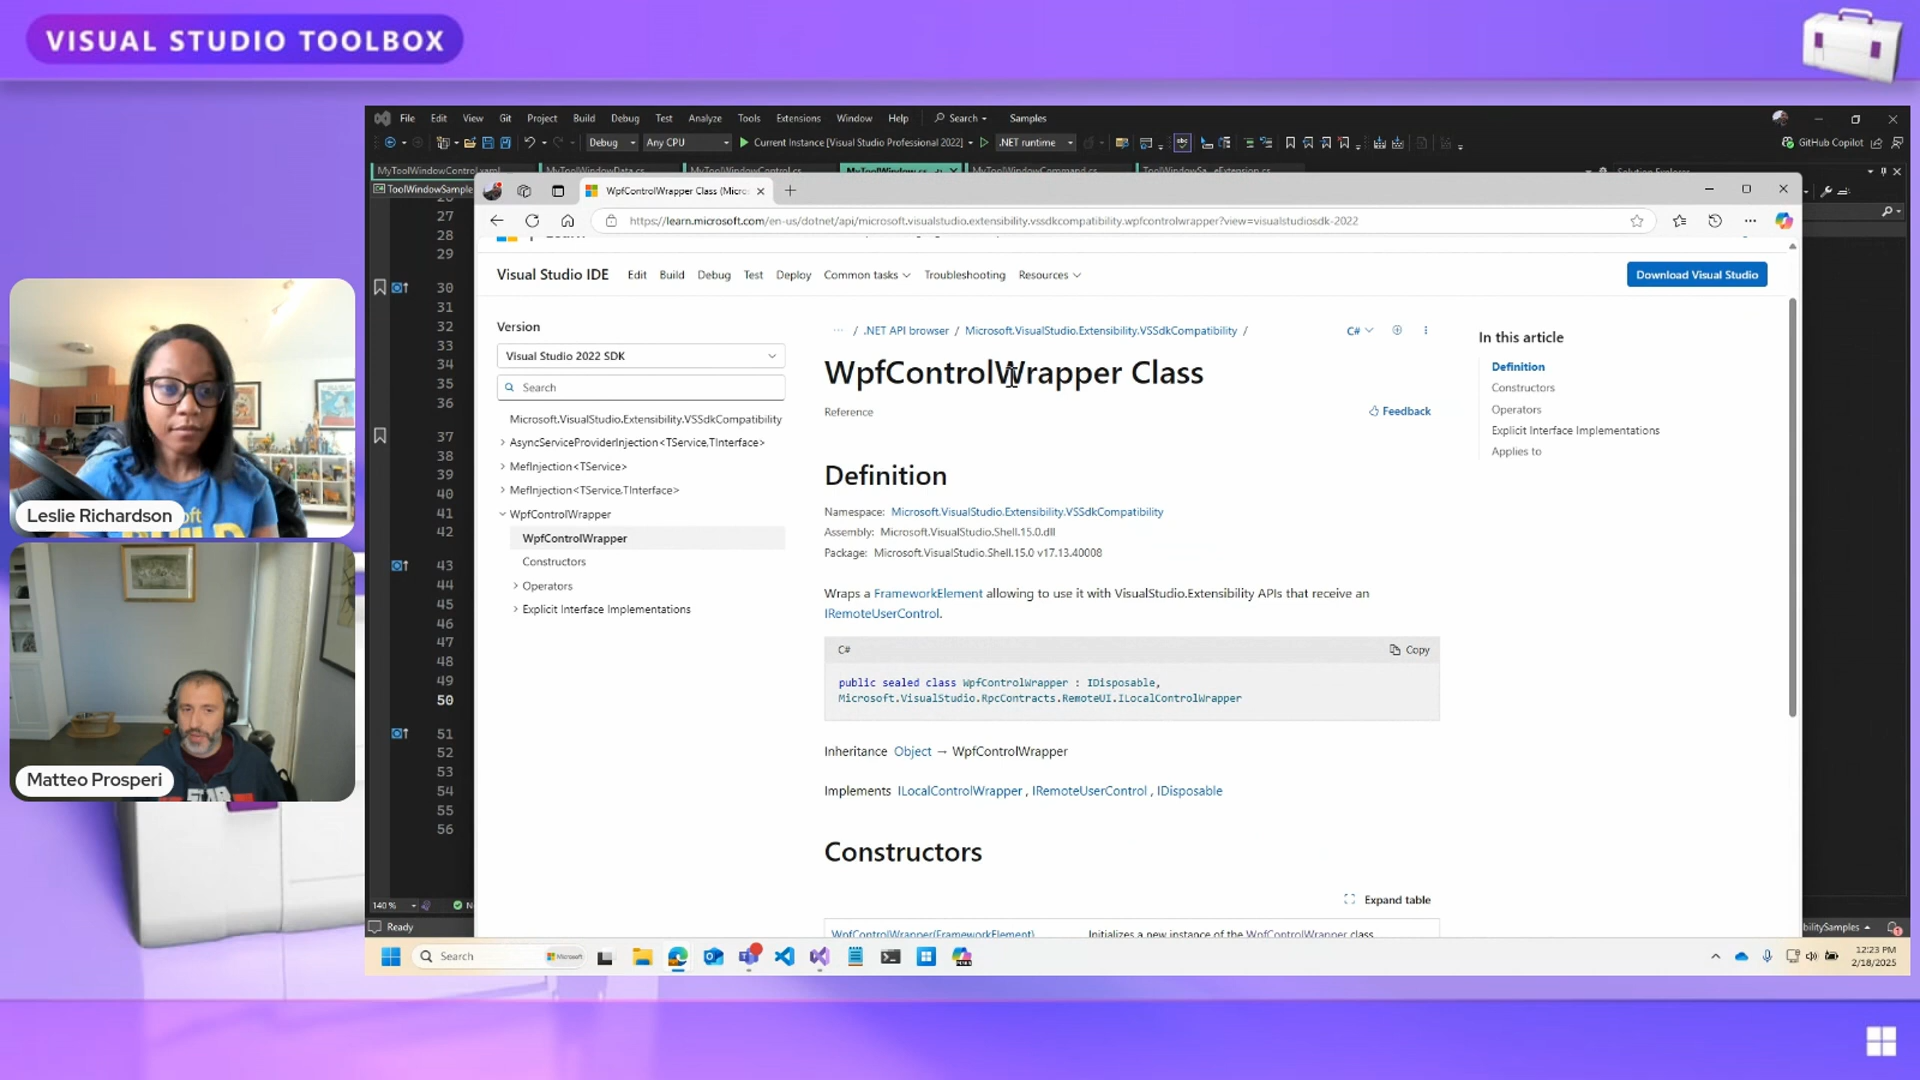 VISUAL STUDIO TOOLBOX
File Edit View Git Project Build Debug Test Analyze Tools Extensions Window Help Search Samples
Debug Any CPU Current Instance [Visual Studio Professional 2022] .NET runtime GitHub Copilot
ToolWindowSample
WpfControlWrapper Class (Micro
https://learn.microsoft.com/en-us/dotnet/api/microsoft.visualstudio.extensibility.vssdkcompatibility.wpfcontrolwrapper?view=visualstudiosdk-2022
Visual Studio IDE Edit Build Debug Test Deploy Common tasks Troubleshooting Resources Download Visual Studio
Version
Visual Studio 2022 SDK
Search
Microsoft.VisualStudio.Extensibility.VSSdkCompatibility
AsyncServiceProviderInjection<TService,TInterface>
MefInjection<TService>
MefInjection<TService,TInterface>
WpfControlWrapper
WpfControlWrapper
Constructors
Operators
Explicit Interface Implementations
... / .NET API browser / Microsoft.VisualStudio.Extensibility.VSSdkCompatibility / C#
WpfControlWrapper Class
Reference
Feedback
Definition
Namespace: Microsoft.VisualStudio.Extensibility.VSSdkCompatibility
Assembly: Microsoft.VisualStudio.Shell.15.0.dll
Package: Microsoft.VisualStudio.Shell.15.0 v17.13.40008
Wraps a FrameworkElement allowing to use it with VisualStudio.Extensibility APIs that receive an
IRemoteUserControl.
C# Copy
public sealed class WpfControlWrapper : IDisposable,
Microsoft.VisualStudio.RpcContracts.RemoteUI.ILocalControlWrapper
Inheritance Object → WpfControlWrapper
Implements ILocalControlWrapper , IRemoteUserControl , IDisposable
Constructors
Expand table
WpfControlWrapper(FrameworkElement) Initializes a new instance of the WpfControlWrapper class.
In this article
Definition
Constructors
Operators
Explicit Interface Implementations
Applies to
27
28
29
30
31
32
33
34
35
36
37
38
39
40
41
42
43
44
45
46
47
48
49
50
51
52
53
54
55
56
140 %
Ready
Search Microsoft
12:23 PM
2/18/2025
Leslie Richardson
Matteo Prosperi